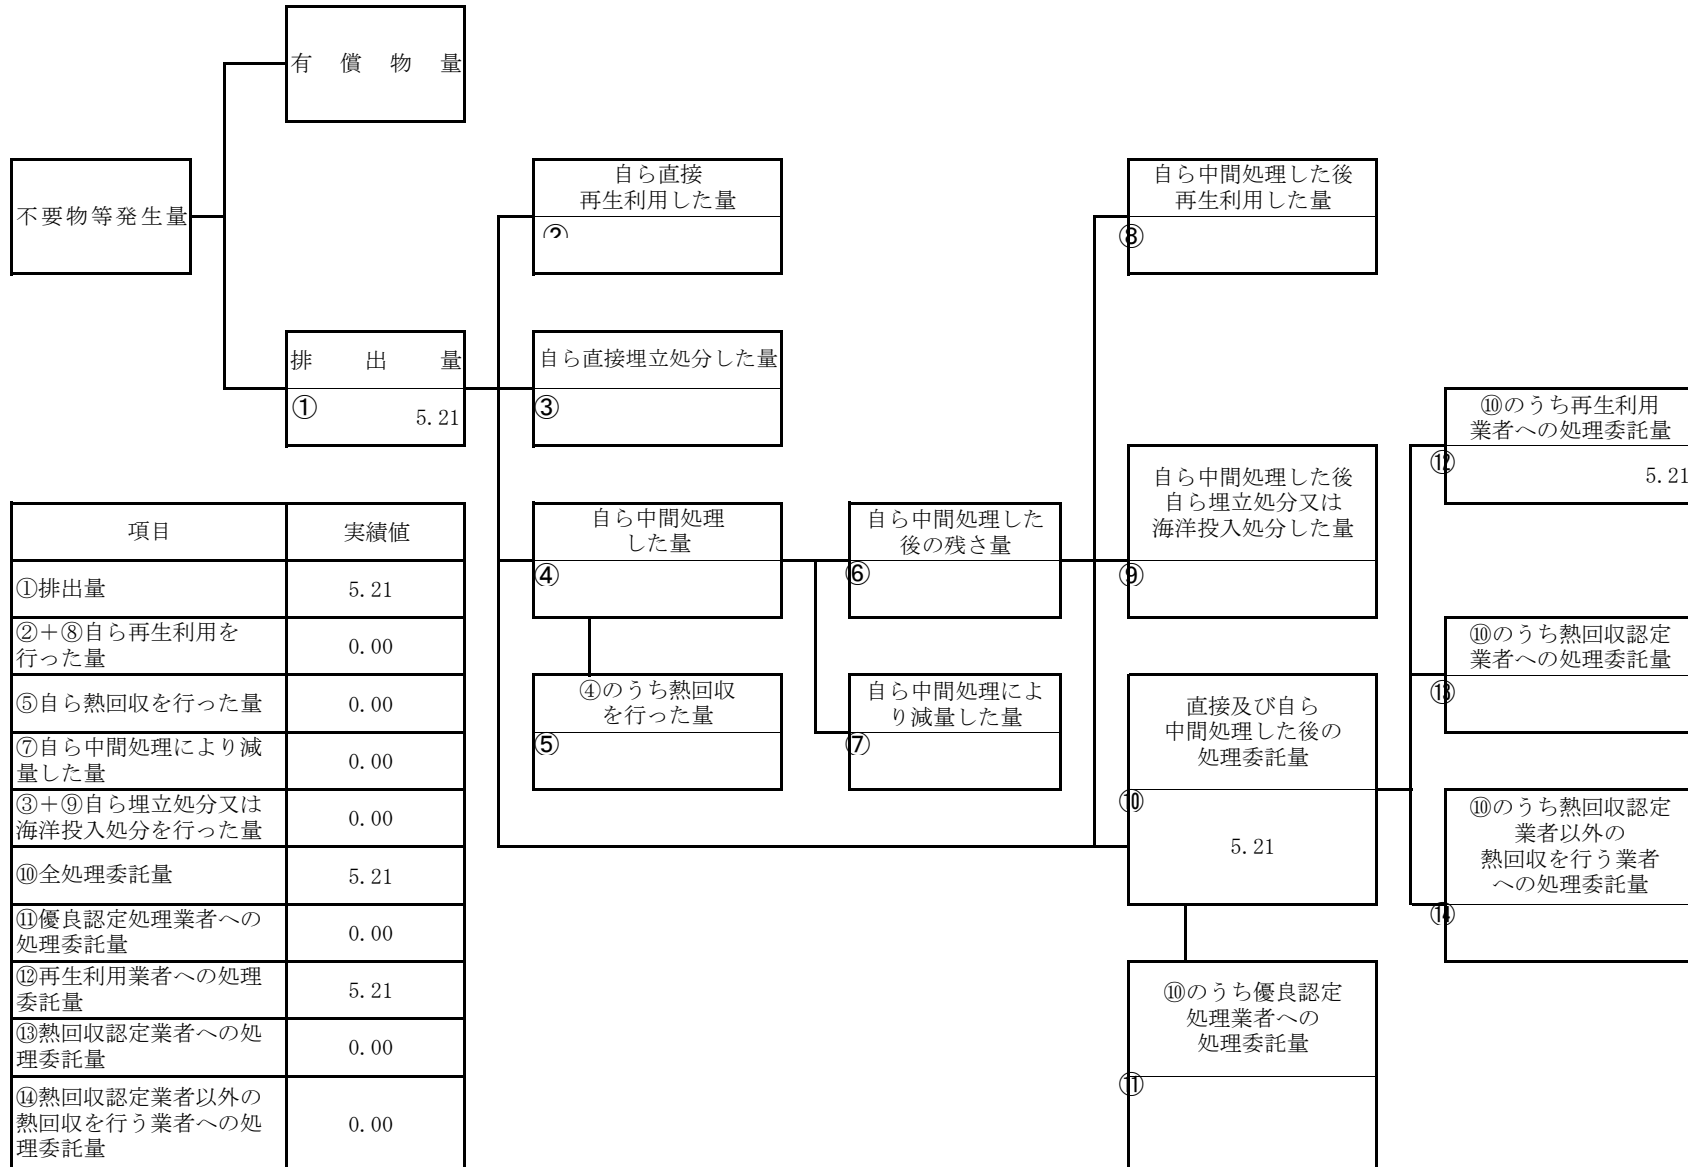 有償物量
不要物等発生量
自ら直接
再生利用した量
②
自ら中間処理した後
再生利用した量
⑧
排出量
① 5.21
自ら直接埋立処分した量
③
⑩のうち再生利用
業者への処理委託量
⑫ 5.21
自ら中間処理した後
自ら埋立処分又は
海洋投入処分した量
⑨
自ら中間処理
した量
④
自ら中間処理した
後の残さ量
⑥
④のうち熱回収
を行った量
⑤
自ら中間処理によ
り減量した量
⑦
直接及び自ら
中間処理した後の
処理委託量
⑩
5.21
⑩のうち熱回収認定
業者への処理委託量
⑬
⑩のうち熱回収認定
業者以外の
熱回収を行う業者
への処理委託量
⑭
⑩のうち優良認定
処理業者への
処理委託量
⑪
項目 実績値
①排出量 5.21
②+⑧自ら再生利用を
行った量 0.00
⑤自ら熱回収を行った量 0.00
⑦自ら中間処理により減
量した量 0.00
③+⑨自ら埋立処分又は
海洋投入処分を行った量 0.00
⑩全処理委託量 5.21
⑪優良認定処理業者への
処理委託量 0.00
⑫再生利用業者への処理
委託量 5.21
⑬熱回収認定業者への処
理委託量 0.00
⑭熱回収認定業者以外の
熱回収を行う業者への処
理委託量 0.00